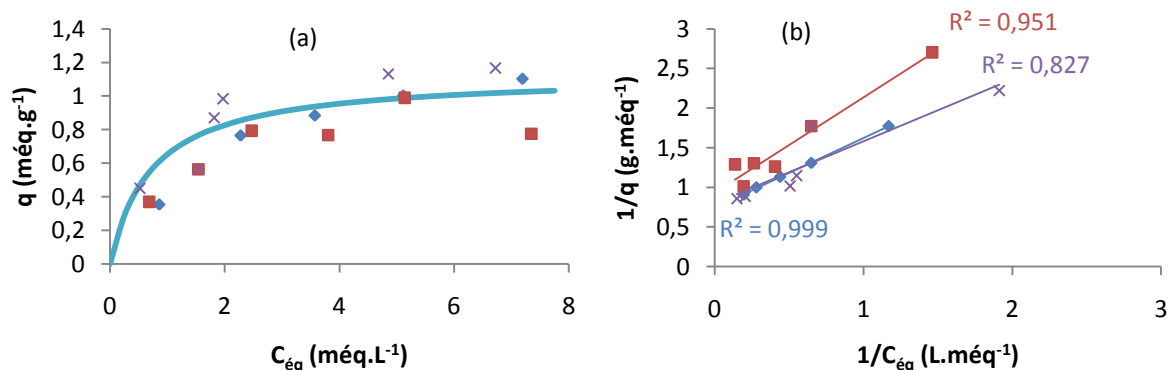 (a)
q (méq.g-1)
1,4
1,2
1
0,8
0,6
0,4
0,2
0
0 2 4 6 8
Céq (méq.L-1)
(b)
R² = 0,951
R² = 0,827
R² = 0,999
1/q (g.méq-1)
3
2,5
2
1,5
1
0,5
0
0 1 2 3
1/Céq (L.méq-1)